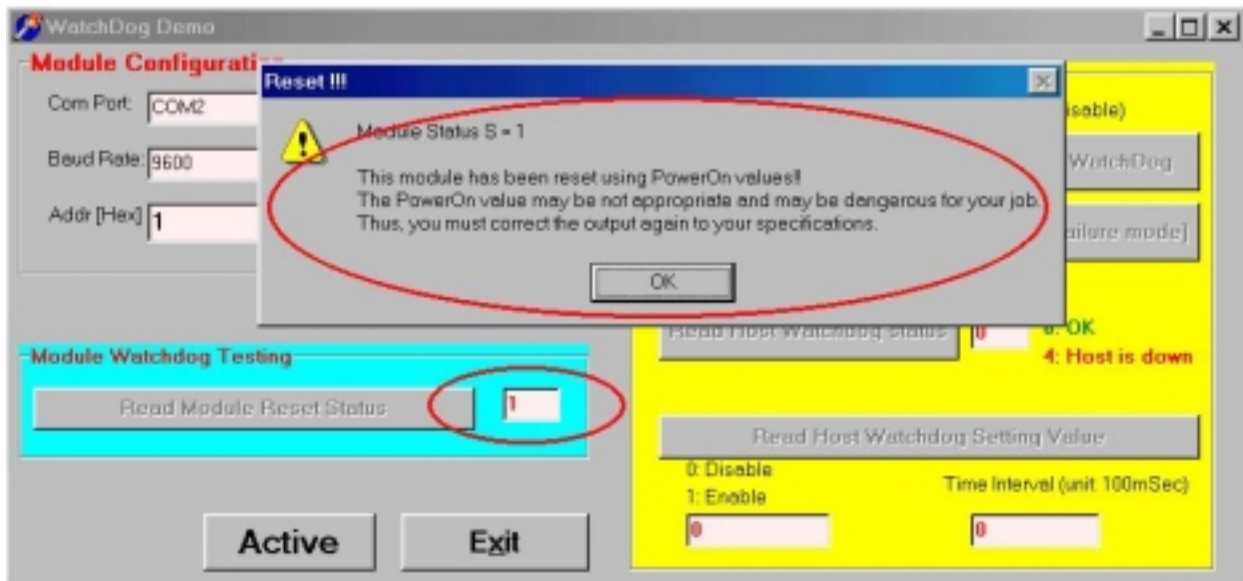 WatchDog Demo
Module Configurati
Reset !!!
Com Port: COM2
Module Status S = 1
isable)
Baud Rate: 9600
This module has been reset using PowerOn values!!
WatchDog
The PowerOn value may be not appropriate and may be dangerous for your job.
Addr [Hex] 1
Thus, you must correct the output again to your specifications.
ailure mode]
OK
Read Host Watchdog Status 0 0: OK
4: Host is down
Module Watchdog Testing
Read Module Reset Status 1
Read Host Watchdog Setting Value
0: Disable
1: Enable
Time Interval (unit 100mSec)
0 0
Active Exit